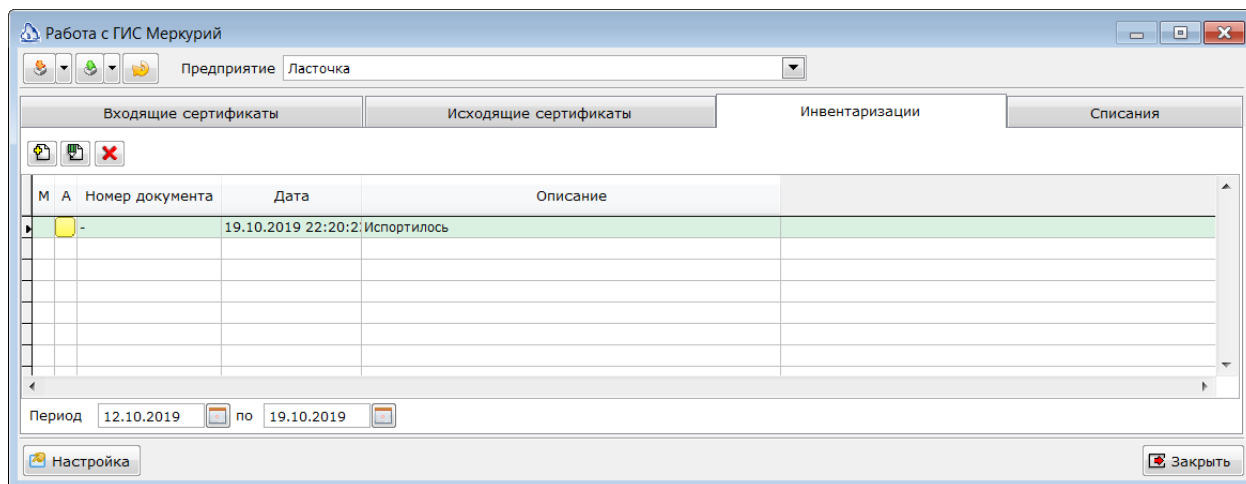 Работа с ГИС Меркурий
Предприятие Ласточка
Входящие сертификаты Исходящие сертификаты Инвентаризации Списания
М А Номер документа Дата Описание
- 19.10.2019 22:20:2 Испортилось
Период 12.10.2019 по 19.10.2019
Настройка Закрыть